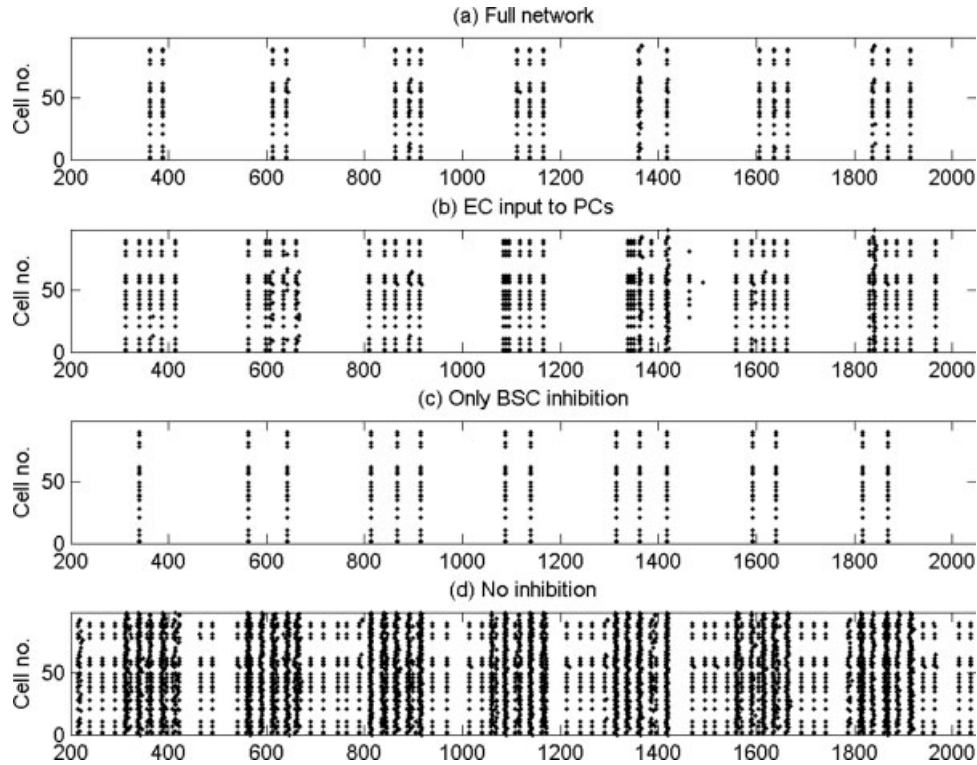 (a) Full network
Cell no.
50
0
200 400 600 800 1000 1200 1400 1600 1800 2000
(b) EC input to PCs
Cell no.
50
0
200 400 600 800 1000 1200 1400 1600 1800 2000
(c) Only BSC inhibition
Cell no.
50
0
200 400 600 800 1000 1200 1400 1600 1800 2000
(d) No inhibition
Cell no.
50
0
200 400 600 800 1000 1200 1400 1600 1800 2000